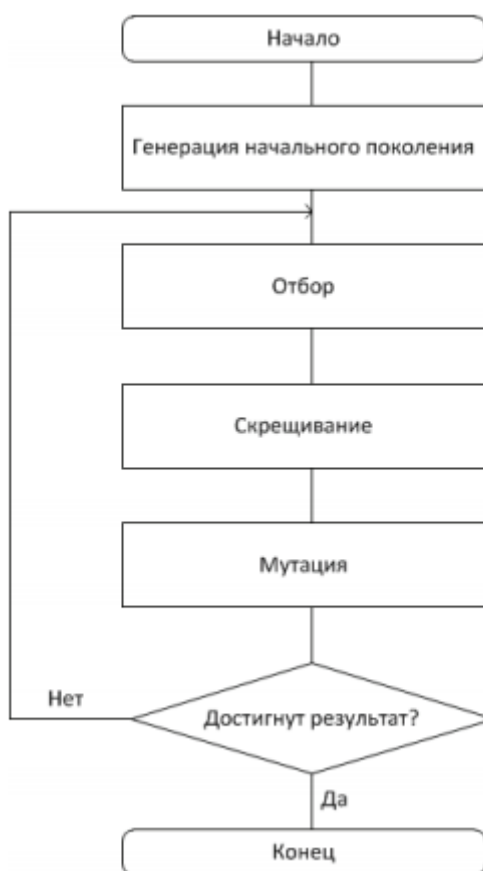 Начало
Генерация начального поколения
Отбор
Скрещивание
Мутация
Нет
Достигнут результат?
Да
Конец